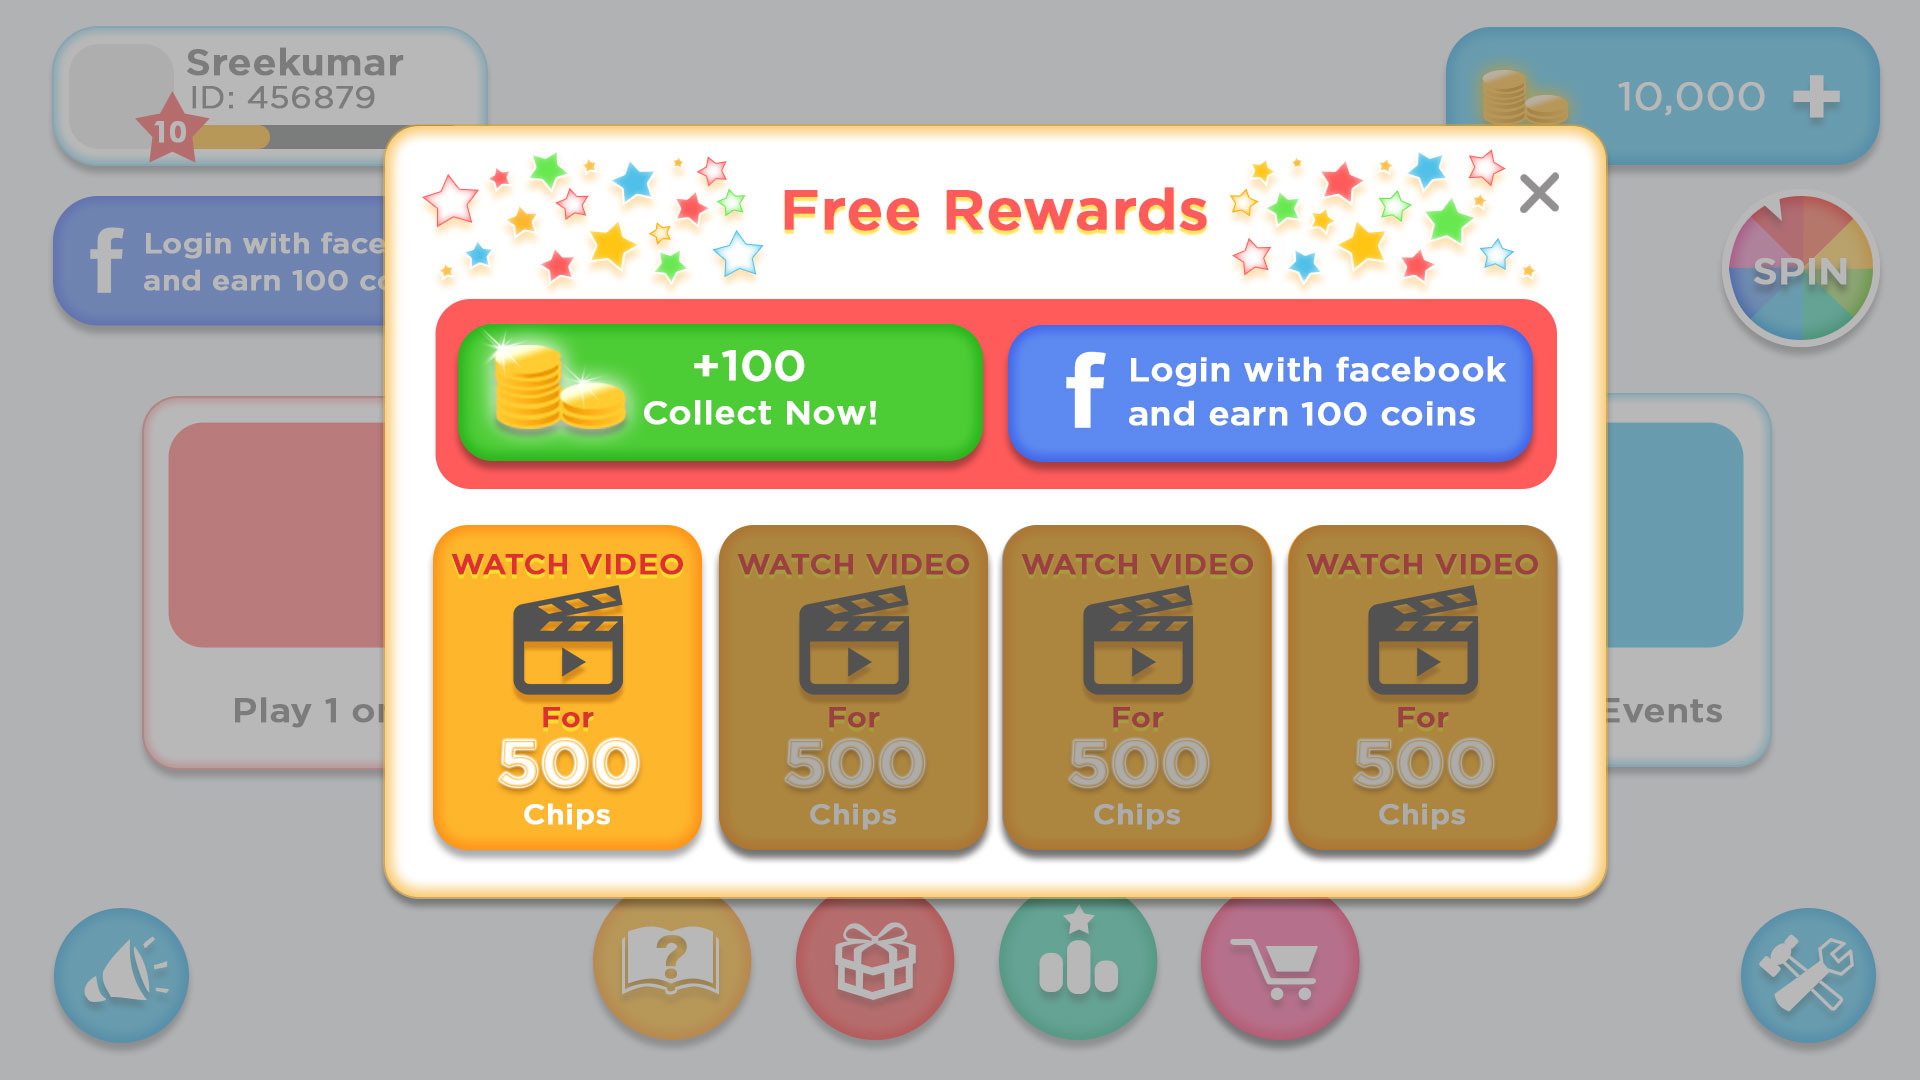 Sreekumar
ID: 456879
10
10,000
Login with face
and earn 100 co
SPIN
Free Rewards
+100
Collect Now!
Login with facebook
and earn 100 coins
WATCH VIDEO
For
500
Chips
WATCH VIDEO
For
500
Chips
WATCH VIDEO
For
500
Chips
WATCH VIDEO
For
500
Chips
Play 1 on
Events